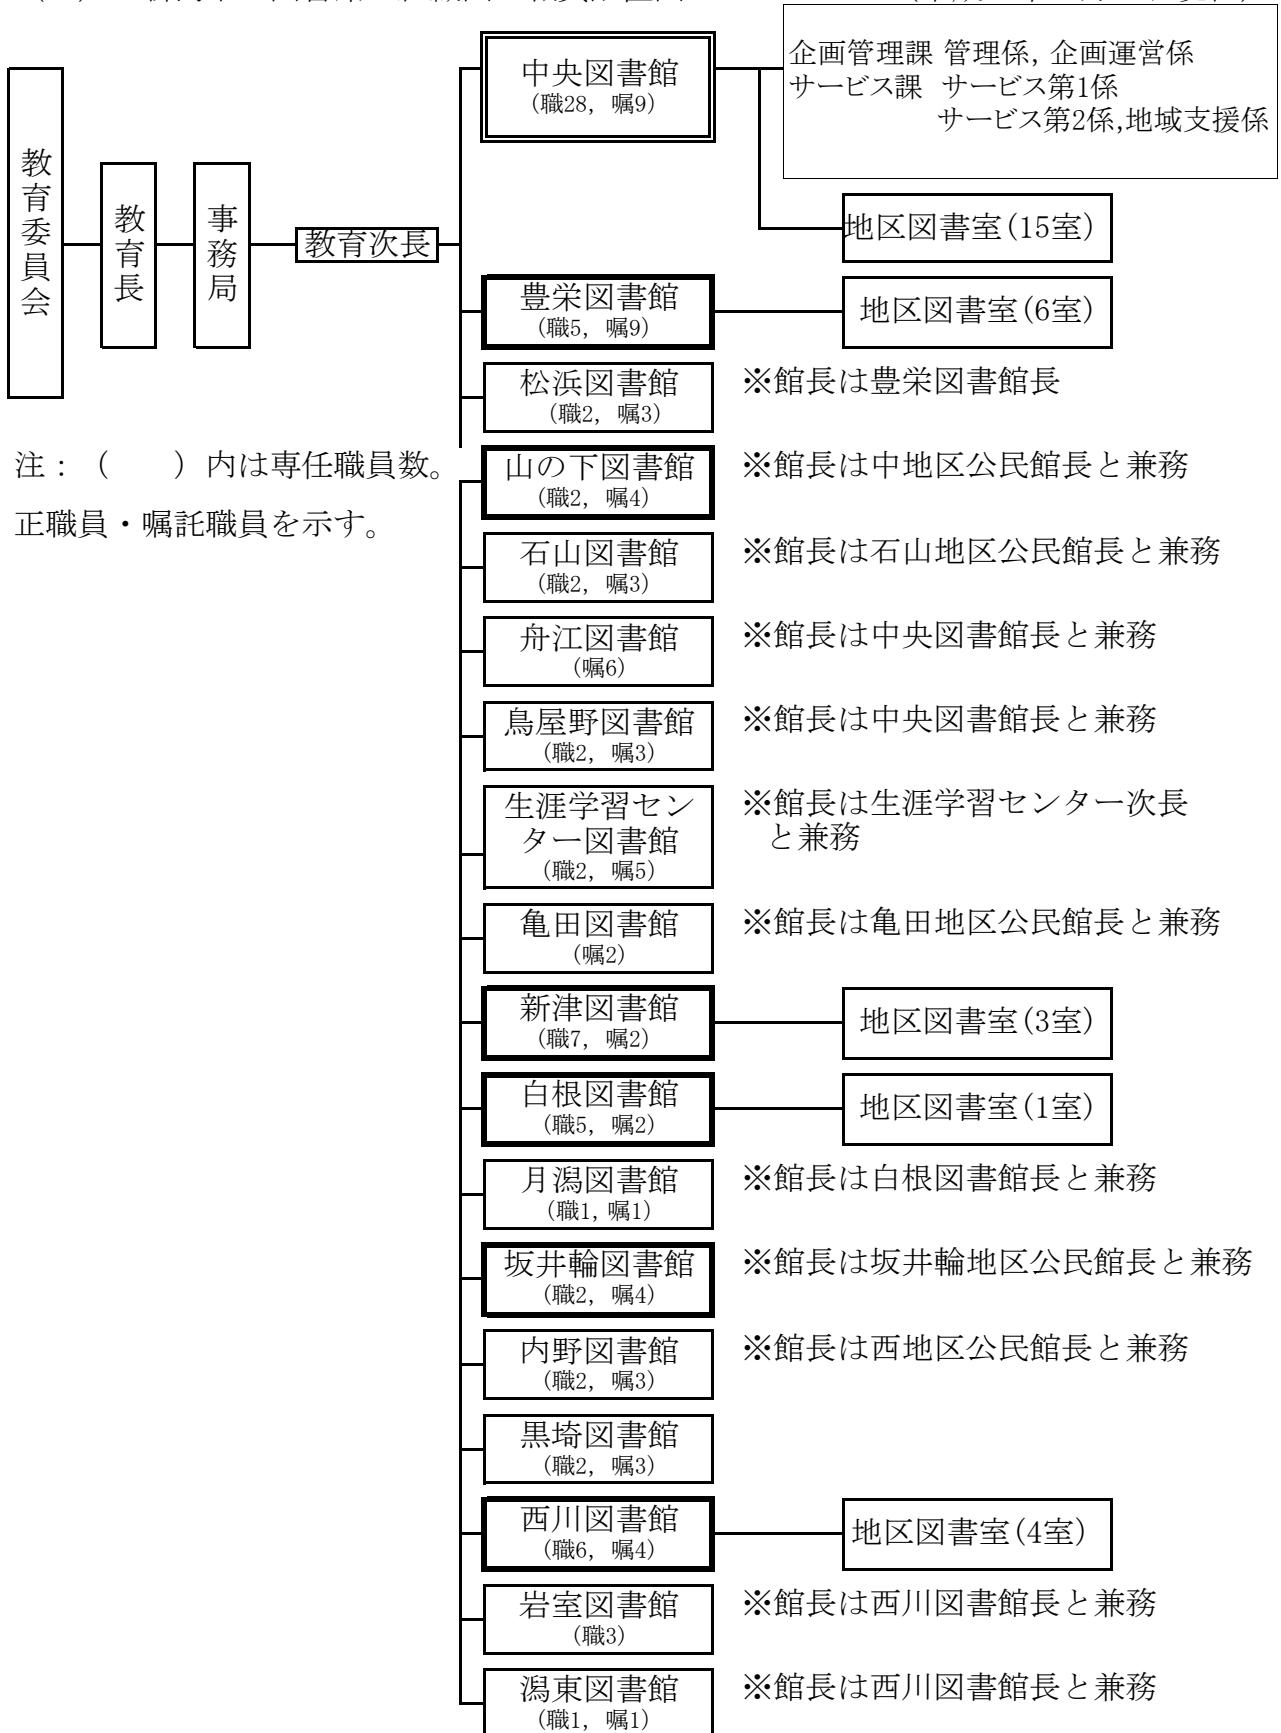 中央図書館
(職28, 嘱9)
企画管理課 管理係, 企画運営係
サービス課 サービス第1係
サービス第2係,地域支援係
教育委員会
教育長
事務局
教育次長
地区図書室(15室)
豊栄図書館
(職5, 嘱9)
地区図書室(6室)
松浜図書館
(職2, 嘱3)
※館長は豊栄図書館長
注：（　　）内は専任職員数。
正職員・嘱託職員を示す。
山の下図書館
(職2, 嘱4)
※館長は中地区公民館長と兼務
石山図書館
(職2, 嘱3)
※館長は石山地区公民館長と兼務
舟江図書館
(嘱6)
※館長は中央図書館長と兼務
鳥屋野図書館
(職2, 嘱3)
※館長は中央図書館長と兼務
生涯学習セン
ター図書館
(職2, 嘱5)
※館長は生涯学習センター次長
と兼務
亀田図書館
(嘱2)
※館長は亀田地区公民館長と兼務
新津図書館
(職7, 嘱2)
地区図書室(3室)
白根図書館
(職5, 嘱2)
地区図書室(1室)
月潟図書館
(職1, 嘱1)
※館長は白根図書館長と兼務
坂井輪図書館
(職2, 嘱4)
※館長は坂井輪地区公民館長と兼務
内野図書館
(職2, 嘱3)
※館長は西地区公民館長と兼務
黒埼図書館
(職2, 嘱3)
西川図書館
(職6, 嘱4)
地区図書室(4室)
岩室図書館
(職3)
※館長は西川図書館長と兼務
潟東図書館
(職1, 嘱1)
※館長は西川図書館長と兼務